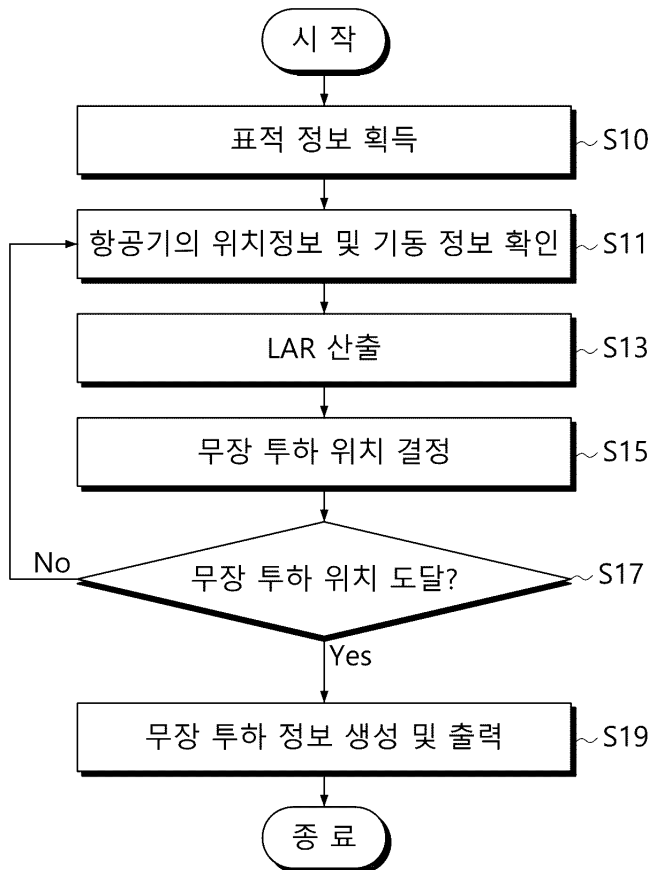 시 작
표적 정보 획득
S10
항공기의 위치정보 및 기동 정보 확인
S11
LAR 산출
S13
무장 투하 위치 결정
S15
No
무장 투하 위치 도달?
S17
Yes
무장 투하 정보 생성 및 출력
S19
종 료